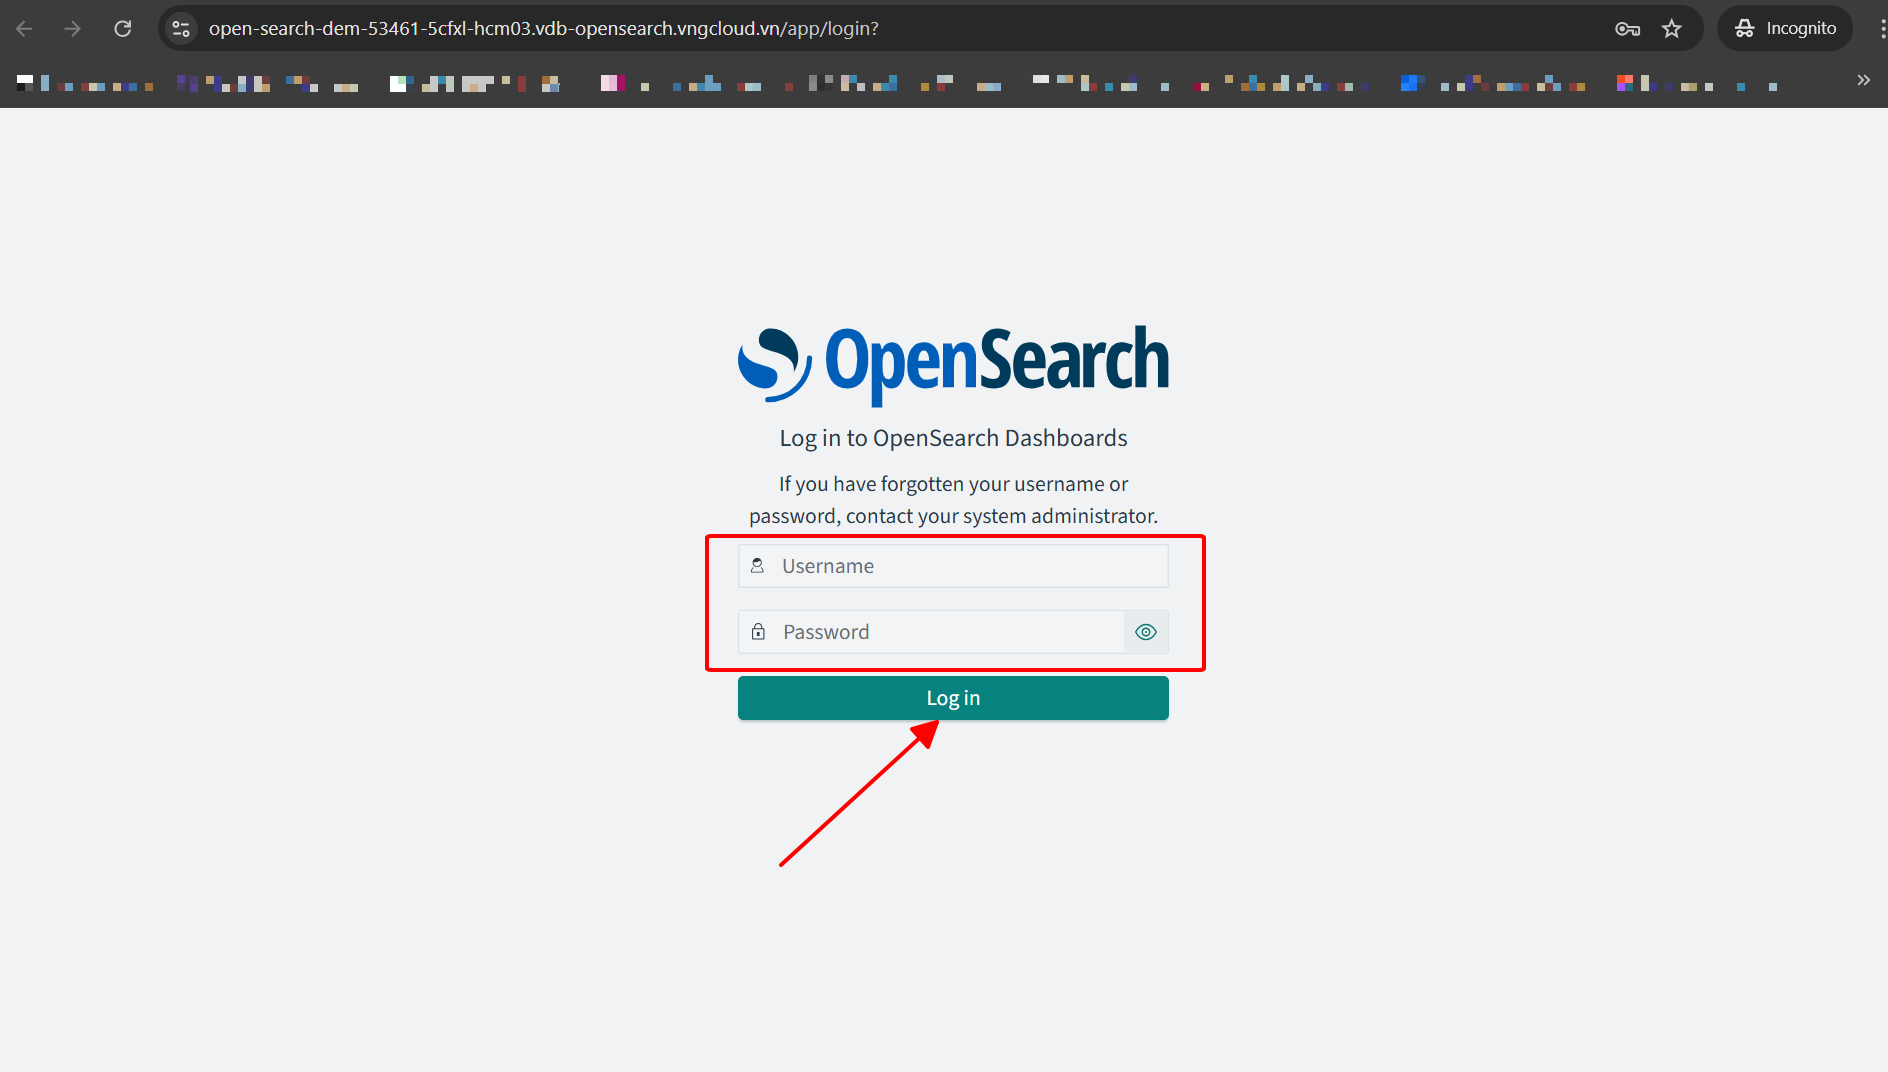 open-search-dem-53461-5cfxl-hcm03.vdb-opensearch.vngcloud.vn/app/login?
Incognito
OpenSearch
Log in to OpenSearch Dashboards
If you have forgotten your username or
password, contact your system administrator.
Username
Password
Log in